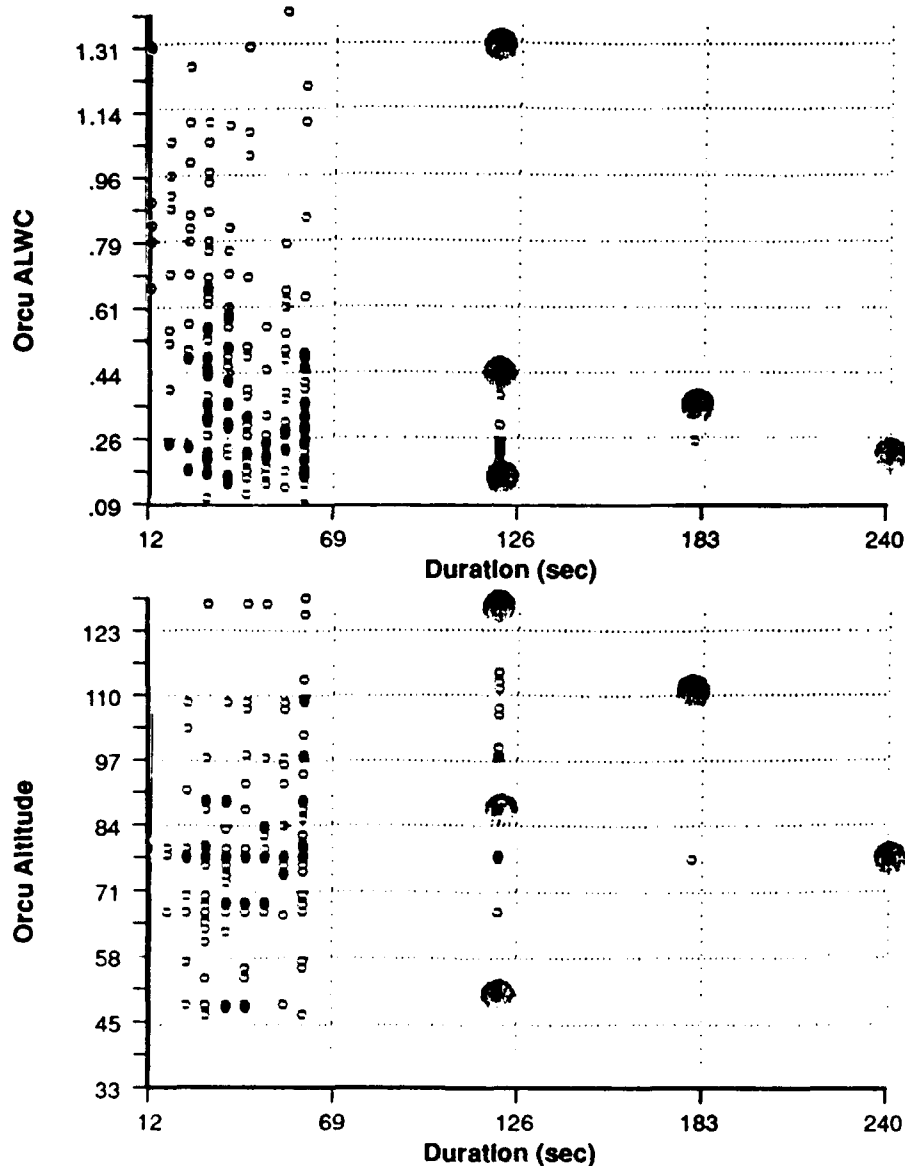 1.31
1.14
.96
.79
.61
.44
.26
.09
Orcu ALWC
12 69 126 183 240
Duration (sec)
123
110
97
84
71
58
45
33
Orcu Altitude
12 69 126 183 240
Duration (sec)